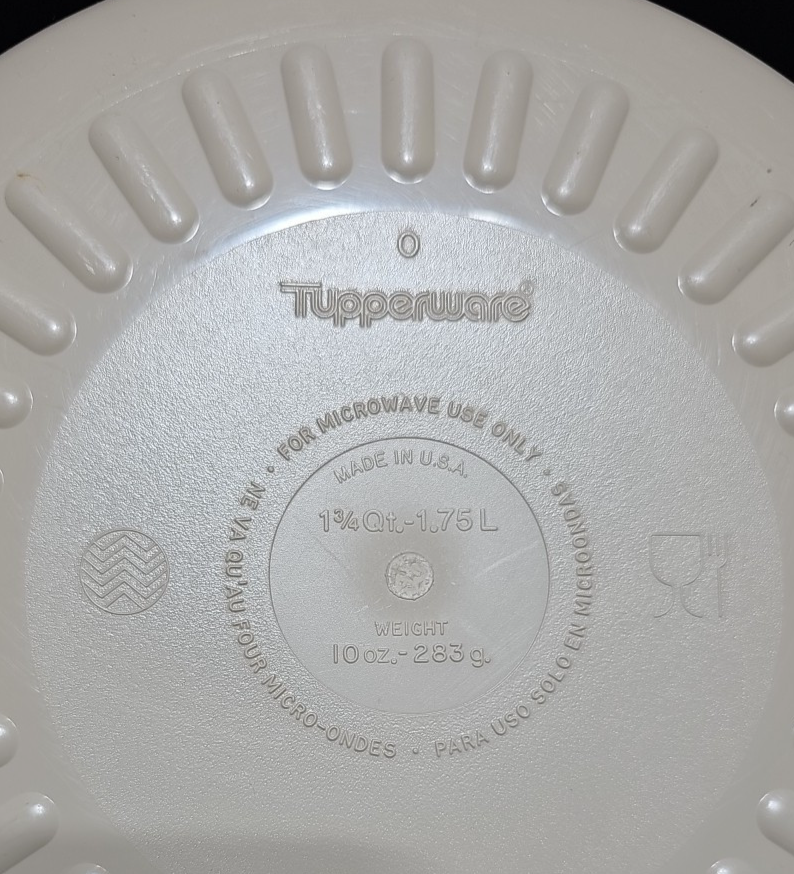 0
Tupperware®
• FOR MICROWAVE USE ONLY •
PARA USO SOLO EN MICROONDAS
• NE VA QU'AU FOUR MICRO-ONDES
MADE IN U.S.A.
1¾ Qt.-1.75 L
WEIGHT
10 oz.-283 g.